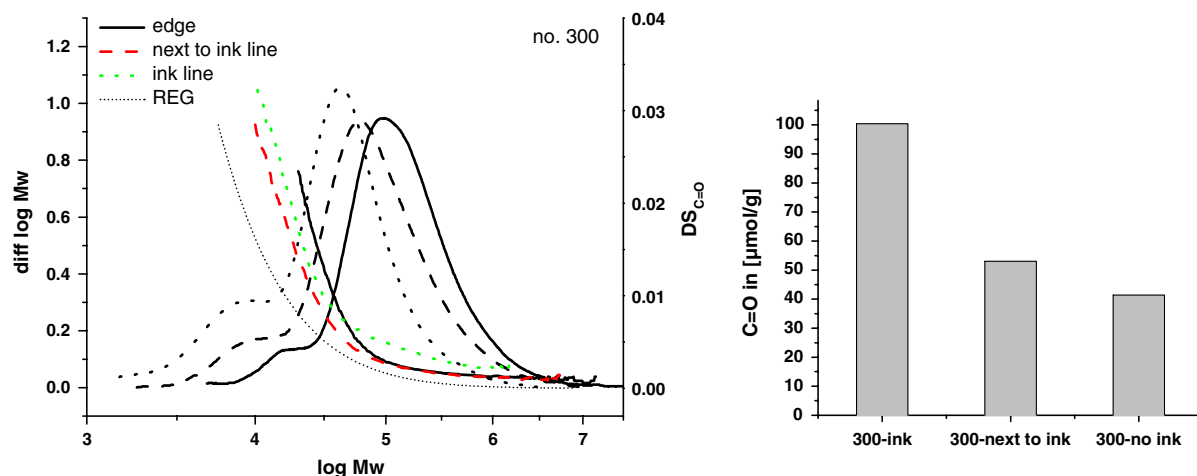 edge
next to ink line
ink line
REG
no. 300
1.2
1.0
0.8
0.6
0.4
0.2
0.0
diff log Mw
0.04
0.03
0.02
0.01
0.00
DS_C=O
3 4 5 6 7
log Mw
100
90
80
70
60
50
40
30
20
10
0
C=O in [µmol/g]
300-ink 300-next to ink 300-no ink